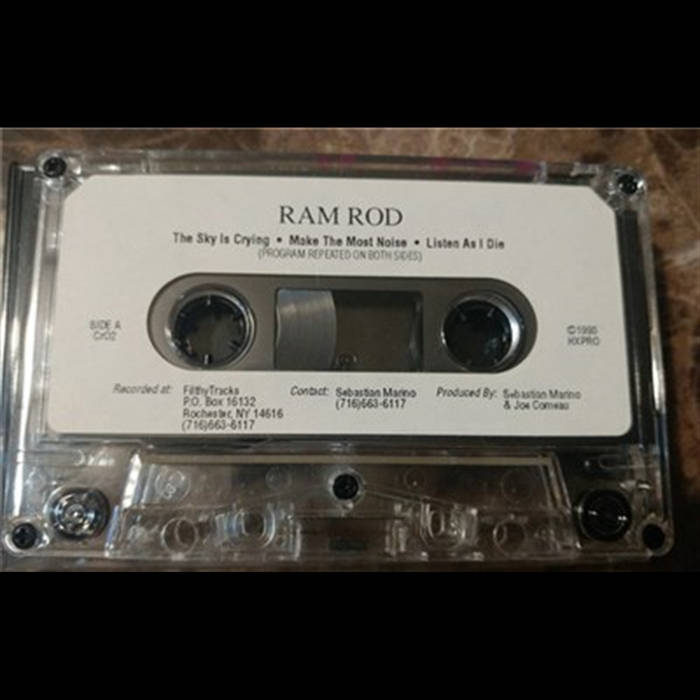 RAM ROD
The Sky Is Crying • Make The Most Noise • Listen As I Die
(PROGRAM REPEATED ON BOTH SIDES)
SIDE A
CrO2
HXPRO
Recorded at: FilthyTracks
P.O. Box 16132
Rochester, NY 14616
(716)663-6117
Contact: Sebastian Marino
(716)663-6117
Produced By: Sebastian Marino
& Joe Comeau